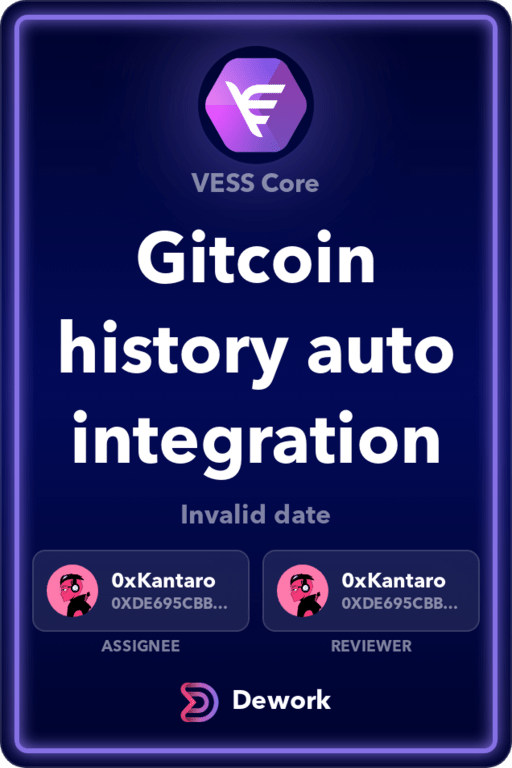 VESS Core
Gitcoin
history auto
integration
Invalid date
0xKantaro
0XDE695CBB...
ASSIGNEE
0xKantaro
0XDE695CBB...
REVIEWER
Dework